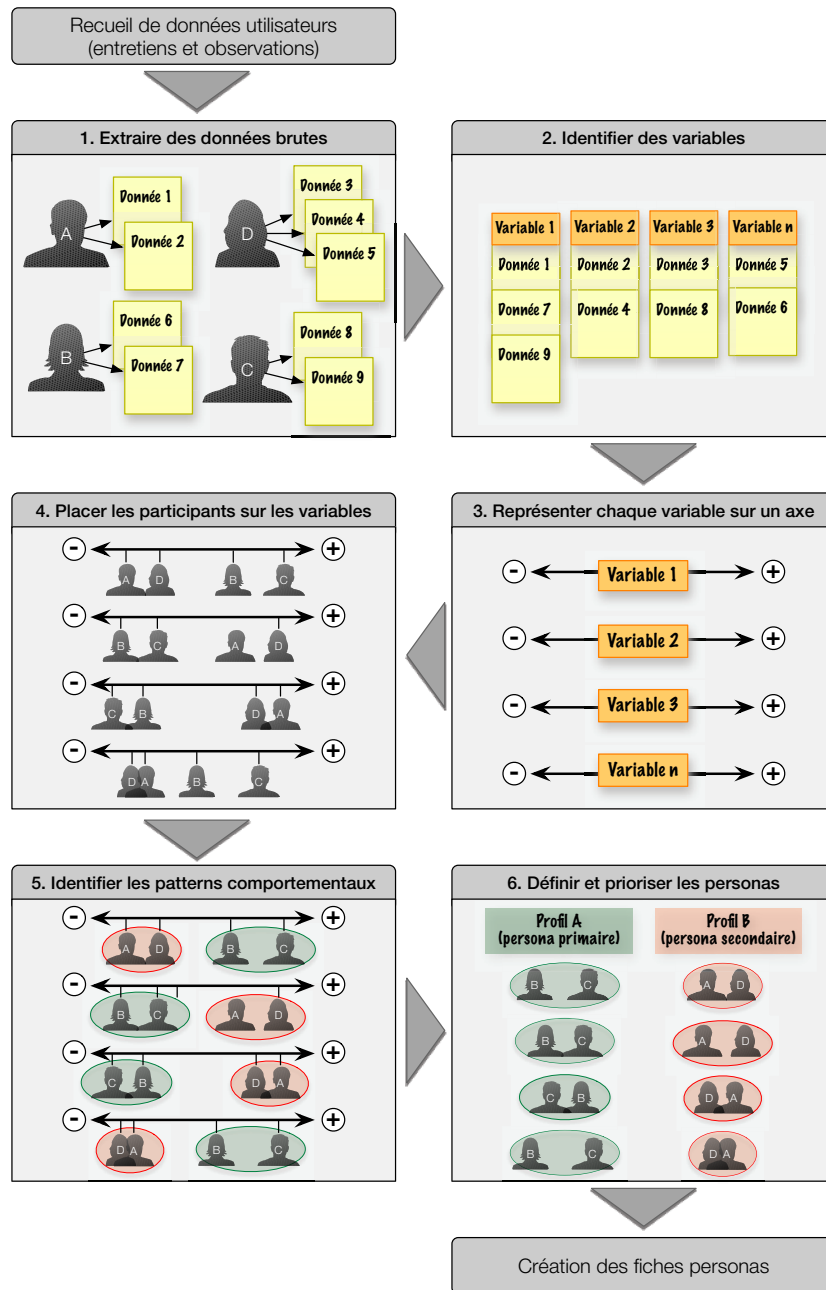 Recueil de données utilisateurs
(entretiens et observations)
1. Extraire des données brutes
A
Donnée 1
Donnée 2
D
Donnée 3
Donnée 4
Donnée 5
B
Donnée 6
Donnée 7
C
Donnée 8
Donnée 9
2. Identifier des variables
Variable 1 Variable 2 Variable 3 Variable n
Donnée 1 Donnée 2 Donnée 3 Donnée 5
Donnée 7 Donnée 4 Donnée 8 Donnée 6
Donnée 9
3. Représenter chaque variable sur un axe
- Variable 1 +
- Variable 2 +
- Variable 3 +
- Variable n +
4. Placer les participants sur les variables
- +
A D B C
- +
B C A D
- +
C B D A
- +
D A B C
5. Identifier les patterns comportementaux
- +
A D B C
- +
B C A D
- +
C B D A
- +
D A B C
6. Définir et prioriser les personas
Profil A
(persona primaire)
Profil B
(persona secondaire)
B C A D
B C A D
C B D A
B C D A
Création des fiches personas